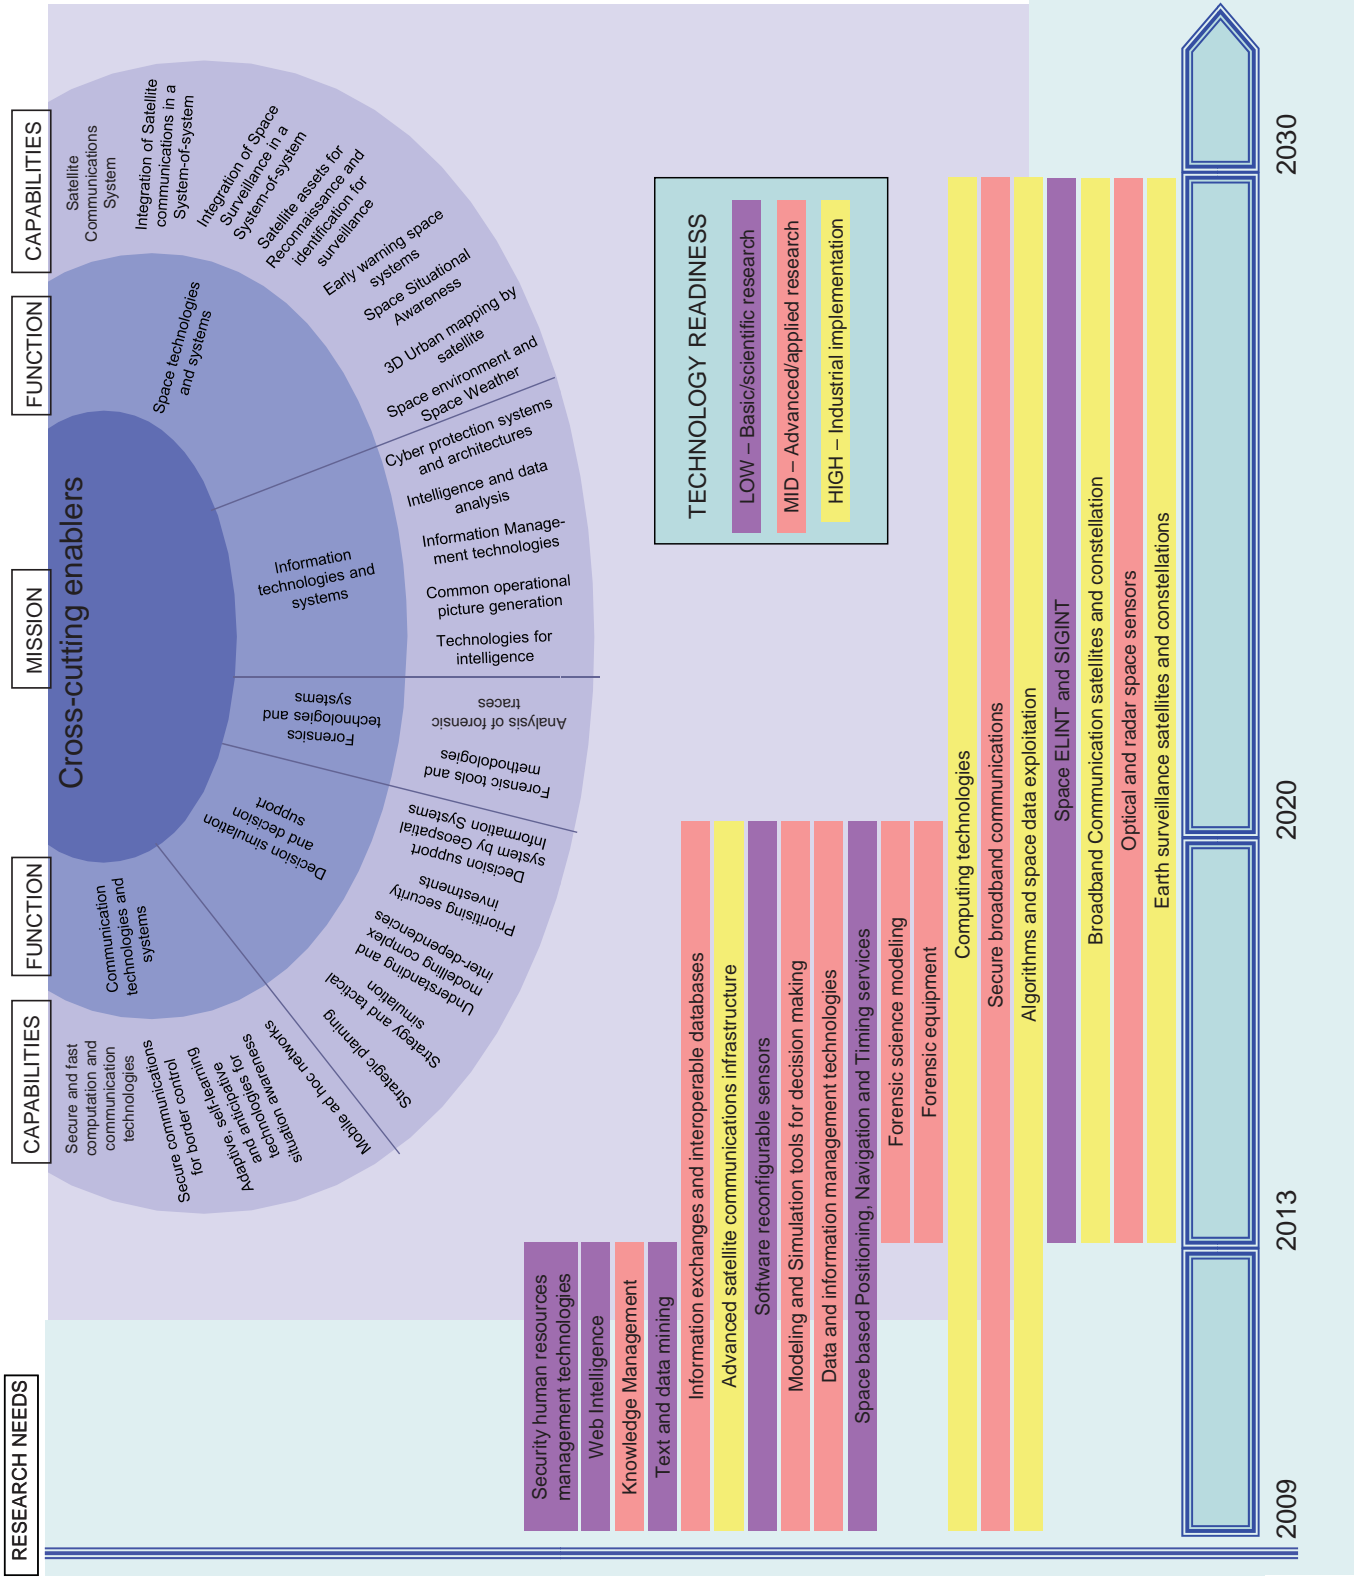 RESEARCH NEEDS
CAPABILITIES
FUNCTION
MISSION
FUNCTION
CAPABILITIES
Cross-cutting enablers
Communication
technologies and
systems
Decision simulation
and decision
support
Forensics
technologies and
systems
Information
technologies and
systems
Space technologies
and systems
Secure and fast
computation and
communication
technologies
Secure communications
for border control
Adaptive, self-learning
and anticipative
technologies for
situation awareness
Mobile ad hoc networks
Strategic planning
Strategy and tactical
simulation
Understanding and
modelling complex
inter-dependencies
Prioritising security
investments
Decision support
system by Geospatial
Information Systems
Forensic tools and
methodologies
Analysis of forensic
traces
Technologies for
intelligence
Common operational
picture generation
Information Manage-
ment technologies
Intelligence and data
analysis
Cyber protection systems
and architectures
Space environment and
Space Weather
3D Urban mapping by
satellite
Space Situational
Awareness
Early warning space
systems
Satellite assets for
Reconnaissance and
identification for
surveillance
Integration of Space
Surveillance in a
System-of-system
Integration of Satellite
communications in a
System-of-system
Satellite
Communications
System
TECHNOLOGY READINESS
LOW – Basic/scientific research
MID – Advanced/applied research
HIGH – Industrial implementation
Security human resources
management technologies
Web Intelligence
Knowledge Management
Text and data mining
Information exchanges and interoperable databases
Advanced satellite communications infrastructure
Software reconfigurable sensors
Modeling and Simulation tools for decision making
Data and information management technologies
Space based Positioning, Navigation and Timing services
Forensic science modeling
Forensic equipment
Computing technologies
Secure broadband communications
Algorithms and space data exploitation
Space ELINT and SIGINT
Broadband Communication satellites and constellation
Optical and radar space sensors
Earth surveillance satellites and constellations
2009
2013
2020
2030